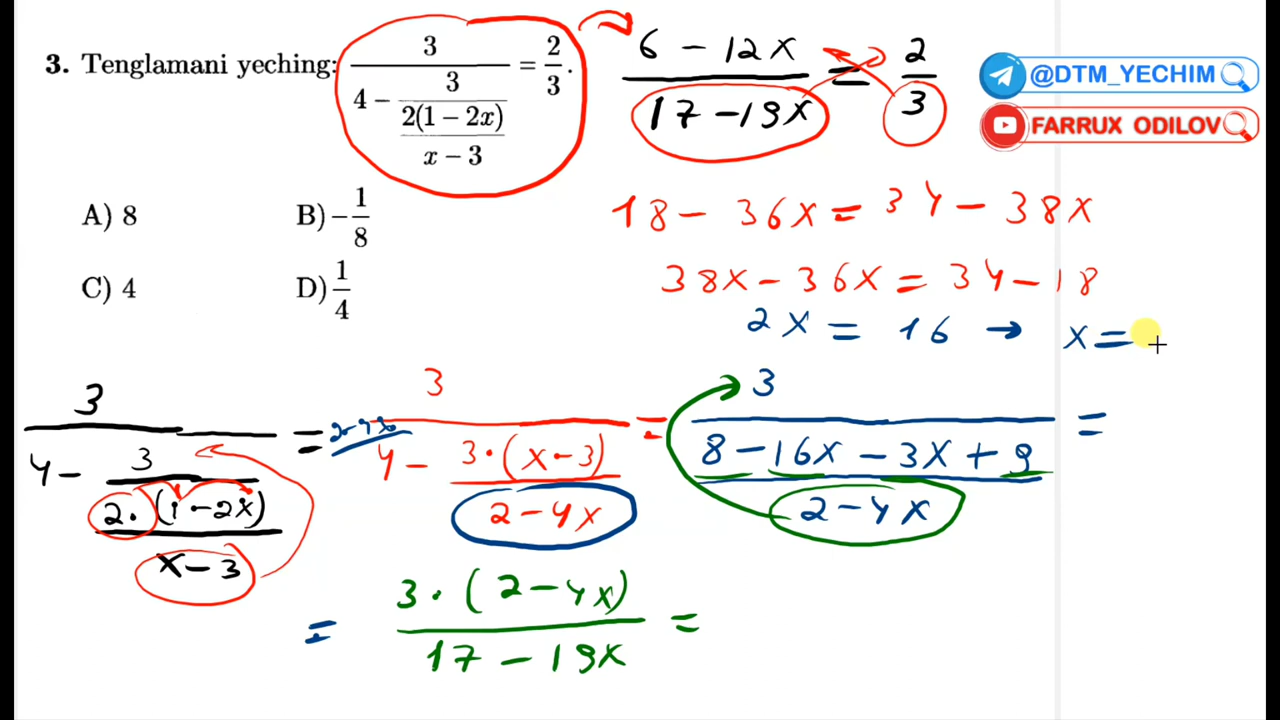 3. Tenglamani yeching: 3/(4 − 3/(2(1 − 2x)/(x − 3))) = 2/3.
A) 8 B) −1/8
C) 4 D) 1/4
(6 − 12x)/(17 − 19x) = 2/3
@DTM_YECHIM
FARRUX ODILOV
18 − 36x = 34 − 38x
38x − 36x = 34 − 18
2x = 16 → x =
3/(4 − 3/(2·(1 − 2x)/(x − 3))) = 2−4x 3/(4 − 3·(x − 3)/(2 − 4x)) = 3/((8 − 16x − 3x + 9)/(2 − 4x)) =
= 3·(2 − 4x)/(17 − 19x) =